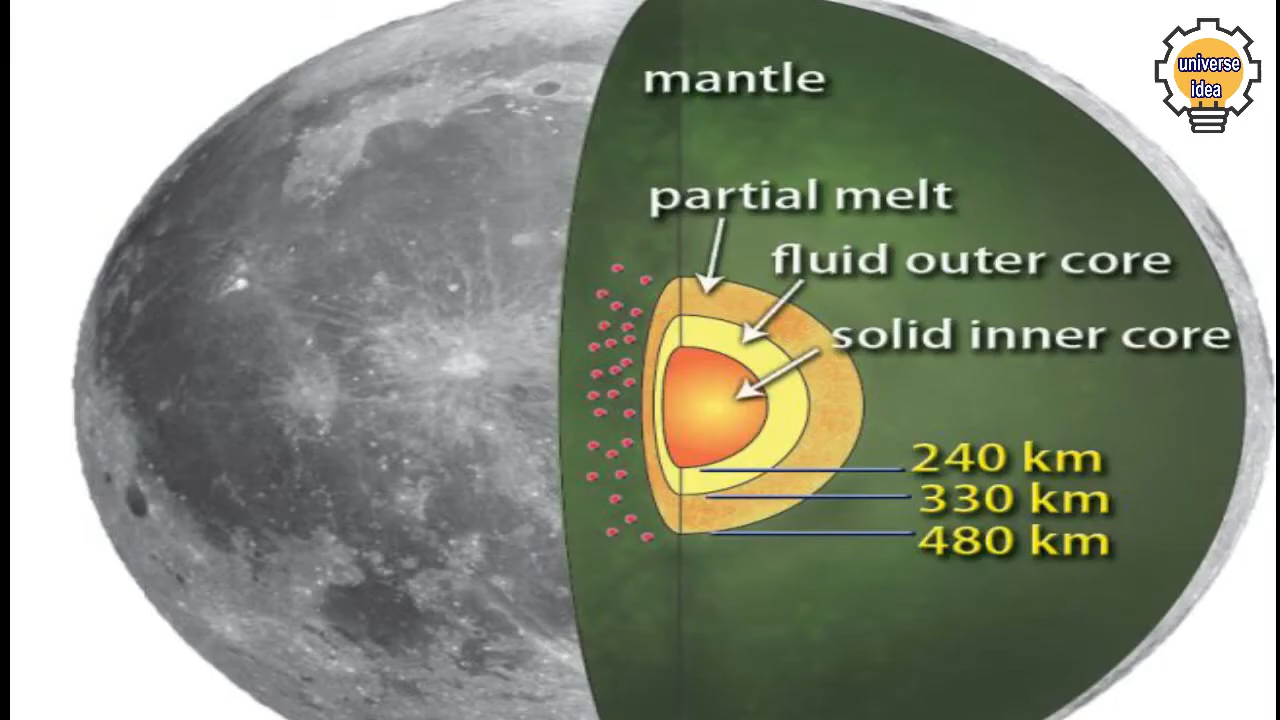 universe
idea
mantle
partial melt
fluid outer core
solid inner core
240 km
330 km
480 km